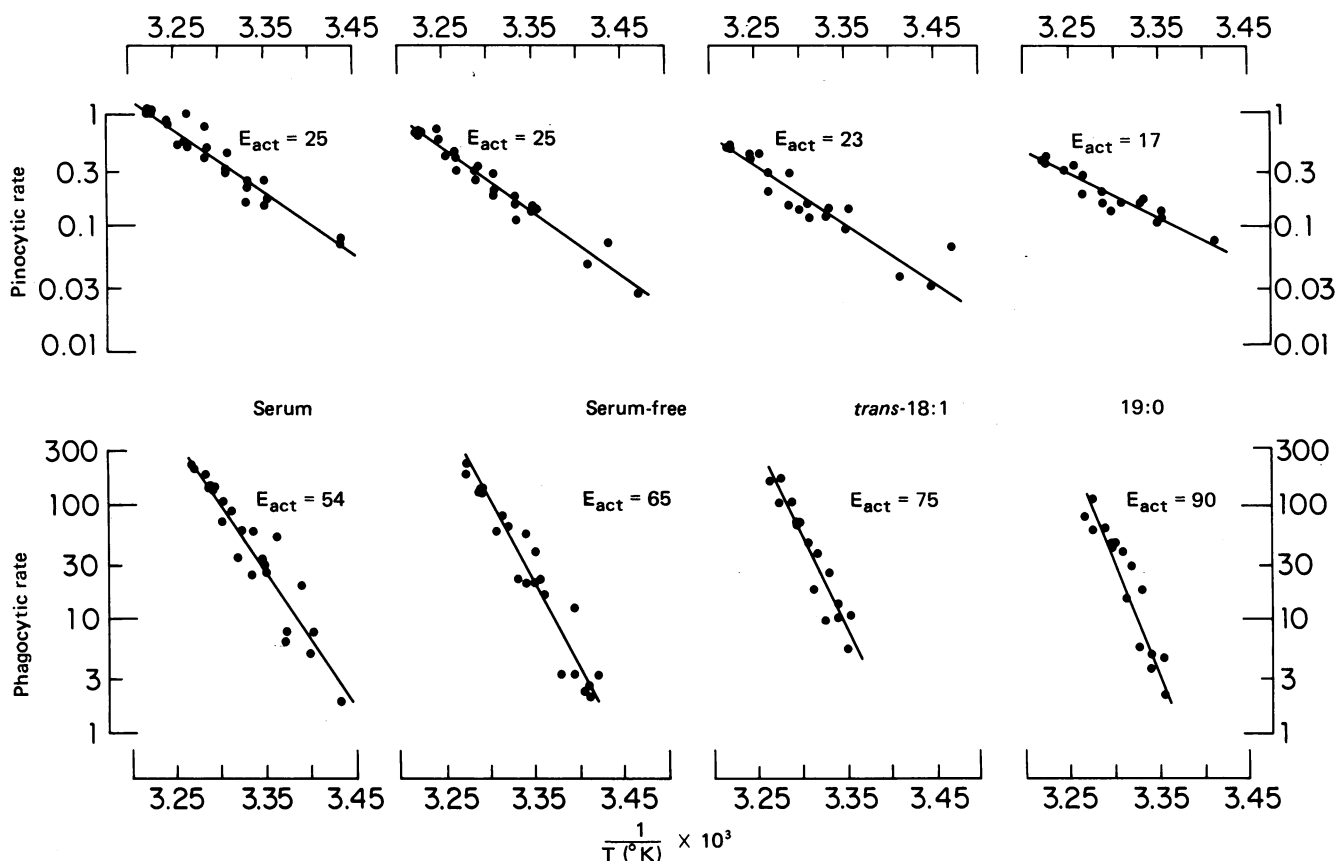 3.25 3.35 3.45 3.25 3.35 3.45 3.25 3.35 3.45 3.25 3.35 3.45
Pinocytic rate
1
0.3
0.1
0.03
0.01
E_act = 25
E_act = 25
E_act = 23
E_act = 17
1
0.3
0.1
0.03
0.01
Serum
Serum-free
trans-18:1
19:0
Phagocytic rate
300
100
30
10
3
1
E_act = 54
E_act = 65
E_act = 75
E_act = 90
300
100
30
10
3
1
3.25 3.35 3.45 3.25 3.35 3.45 3.25 3.35 3.45 3.25 3.35 3.45
1
T (°K) × 10³